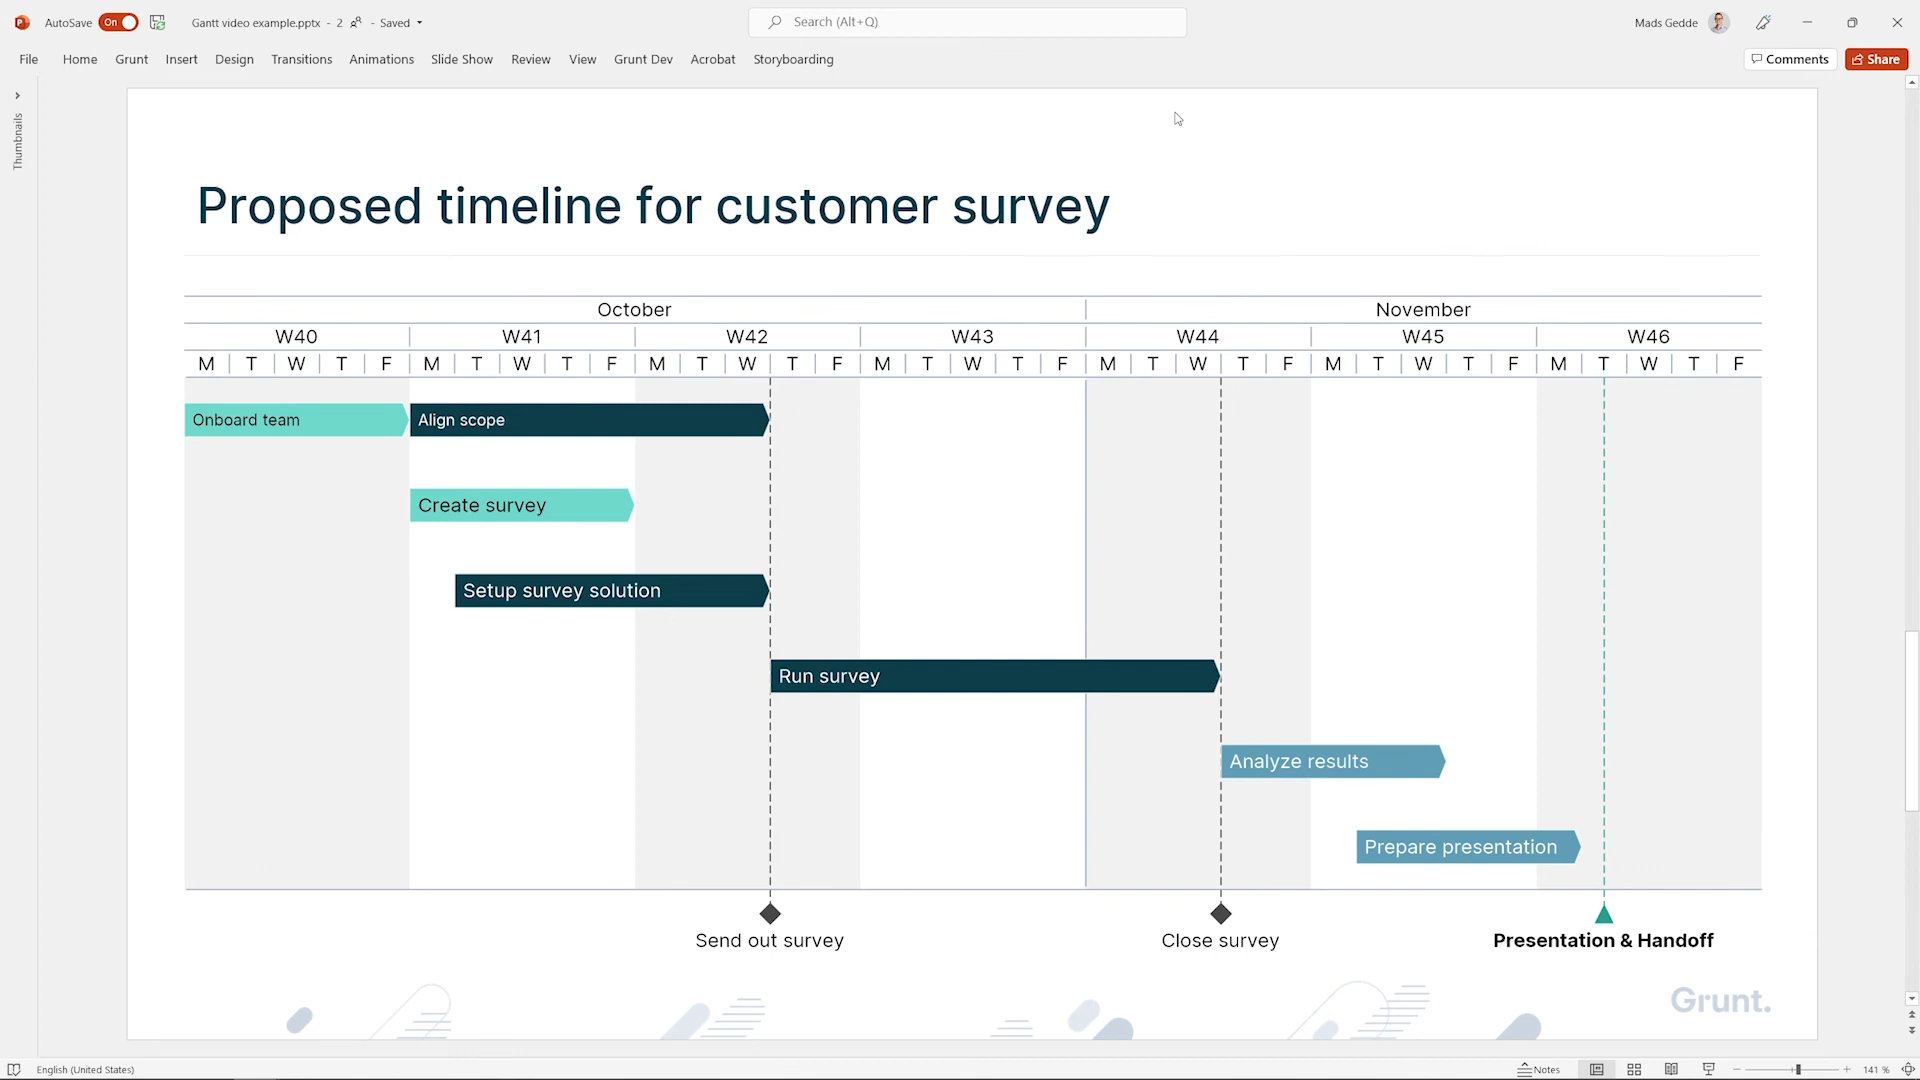 AutoSave On Gantt video example.pptx - 2 - Saved Search (Alt+Q) Mads Gedde
File Home Grunt Insert Design Transitions Animations Slide Show Review View Grunt Dev Acrobat Storyboarding Comments Share
Thumbnails
Proposed timeline for customer survey
October November
W40 W41 W42 W43 W44 W45 W46
M T W T F M T W T F M T W T F M T W T F M T W T F M T W T F M T W T F
Onboard team Align scope
Create survey
Setup survey solution
Run survey
Analyze results
Prepare presentation
Send out survey Close survey Presentation & Handoff
Grunt.
English (United States) Notes 141 %